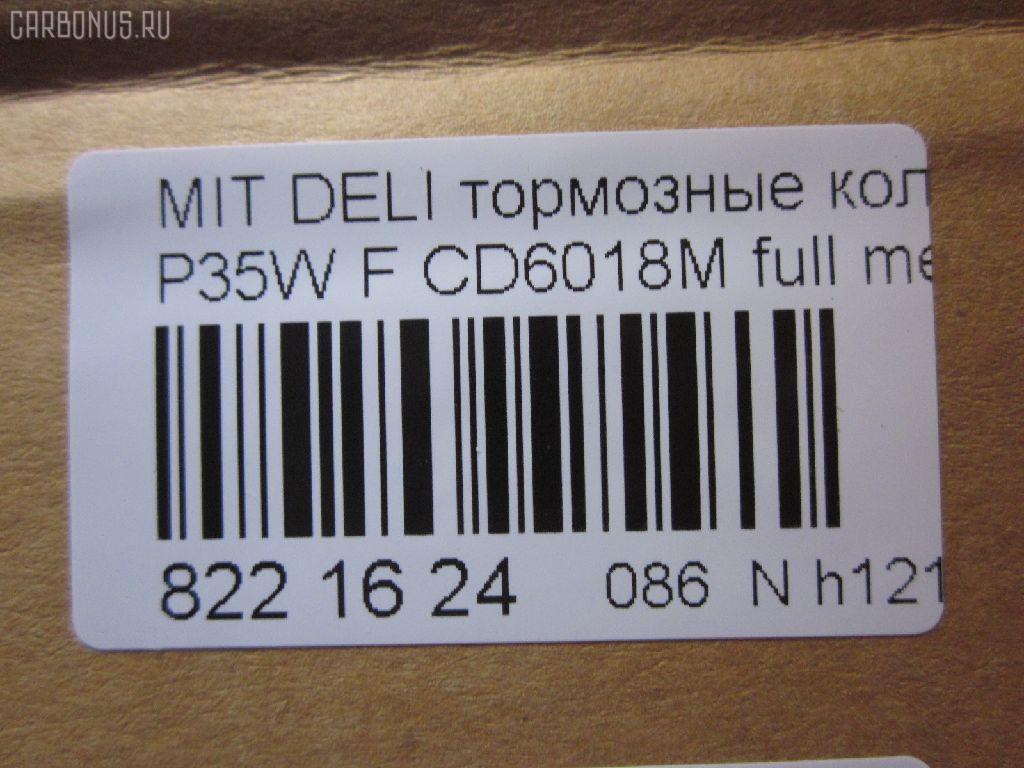 CARBONUS.RU
MIT DELI тормозные кол
P35W F CD6018M full me
822 16 24 086 N h121